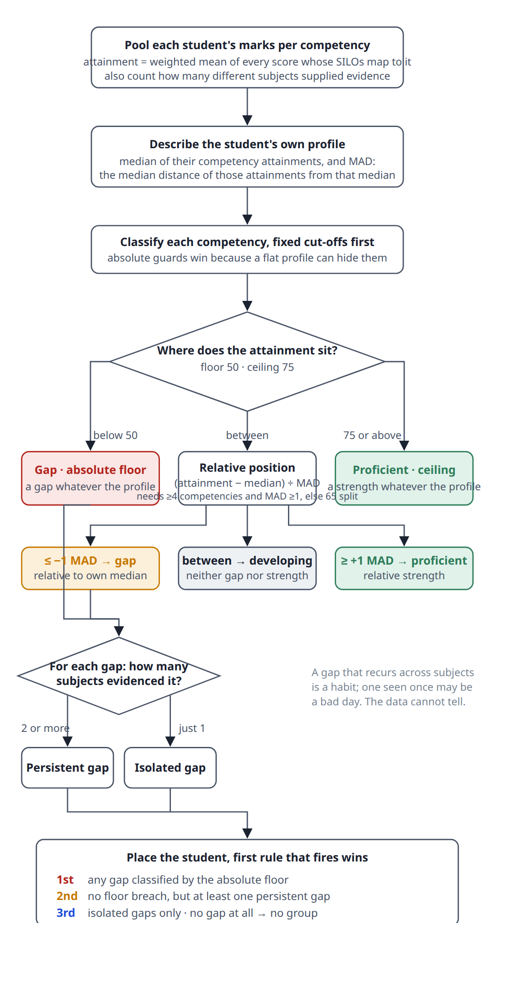 Pool each student's marks per competency
attainment = weighted mean of every score whose SILOs map to it
also count how many different subjects supplied evidence
Describe the student's own profile
median of their competency attainments, and MAD:
the median distance of those attainments from that median
Classify each competency, fixed cut-offs first
absolute guards win because a flat profile can hide them
Where does the attainment sit?
floor 50 · ceiling 75
below 50
between
75 or above
Gap · absolute floor
a gap whatever the profile
Relative position
(attainment − median) ÷ MAD
needs ≥4 competencies and MAD ≥1, else 65 split
Proficient · ceiling
a strength whatever the profile
≤ −1 MAD → gap
relative to own median
between → developing
neither gap nor strength
≥ +1 MAD → proficient
relative strength
For each gap: how many
subjects evidenced it?
A gap that recurs across subjects
is a habit; one seen once may be
a bad day. The data cannot tell.
2 or more
just 1
Persistent gap
Isolated gap
Place the student, first rule that fires wins
1st any gap classified by the absolute floor
2nd no floor breach, but at least one persistent gap
3rd isolated gaps only · no gap at all → no group